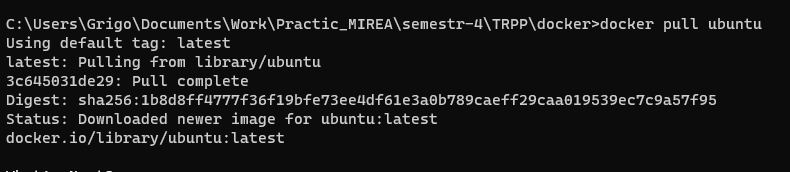 C:\Users\Grigo\Documents\Work\Practic_MIREA\semestr-4\TRPP\docker>docker pull ubuntu
Using default tag: latest
latest: Pulling from library/ubuntu
3c645031de29: Pull complete
Digest: sha256:1b8d8ff4777f36f19bfe73ee4df61e3a0b789caeff29caa019539ec7c9a57f95
Status: Downloaded newer image for ubuntu:latest
docker.io/library/ubuntu:latest